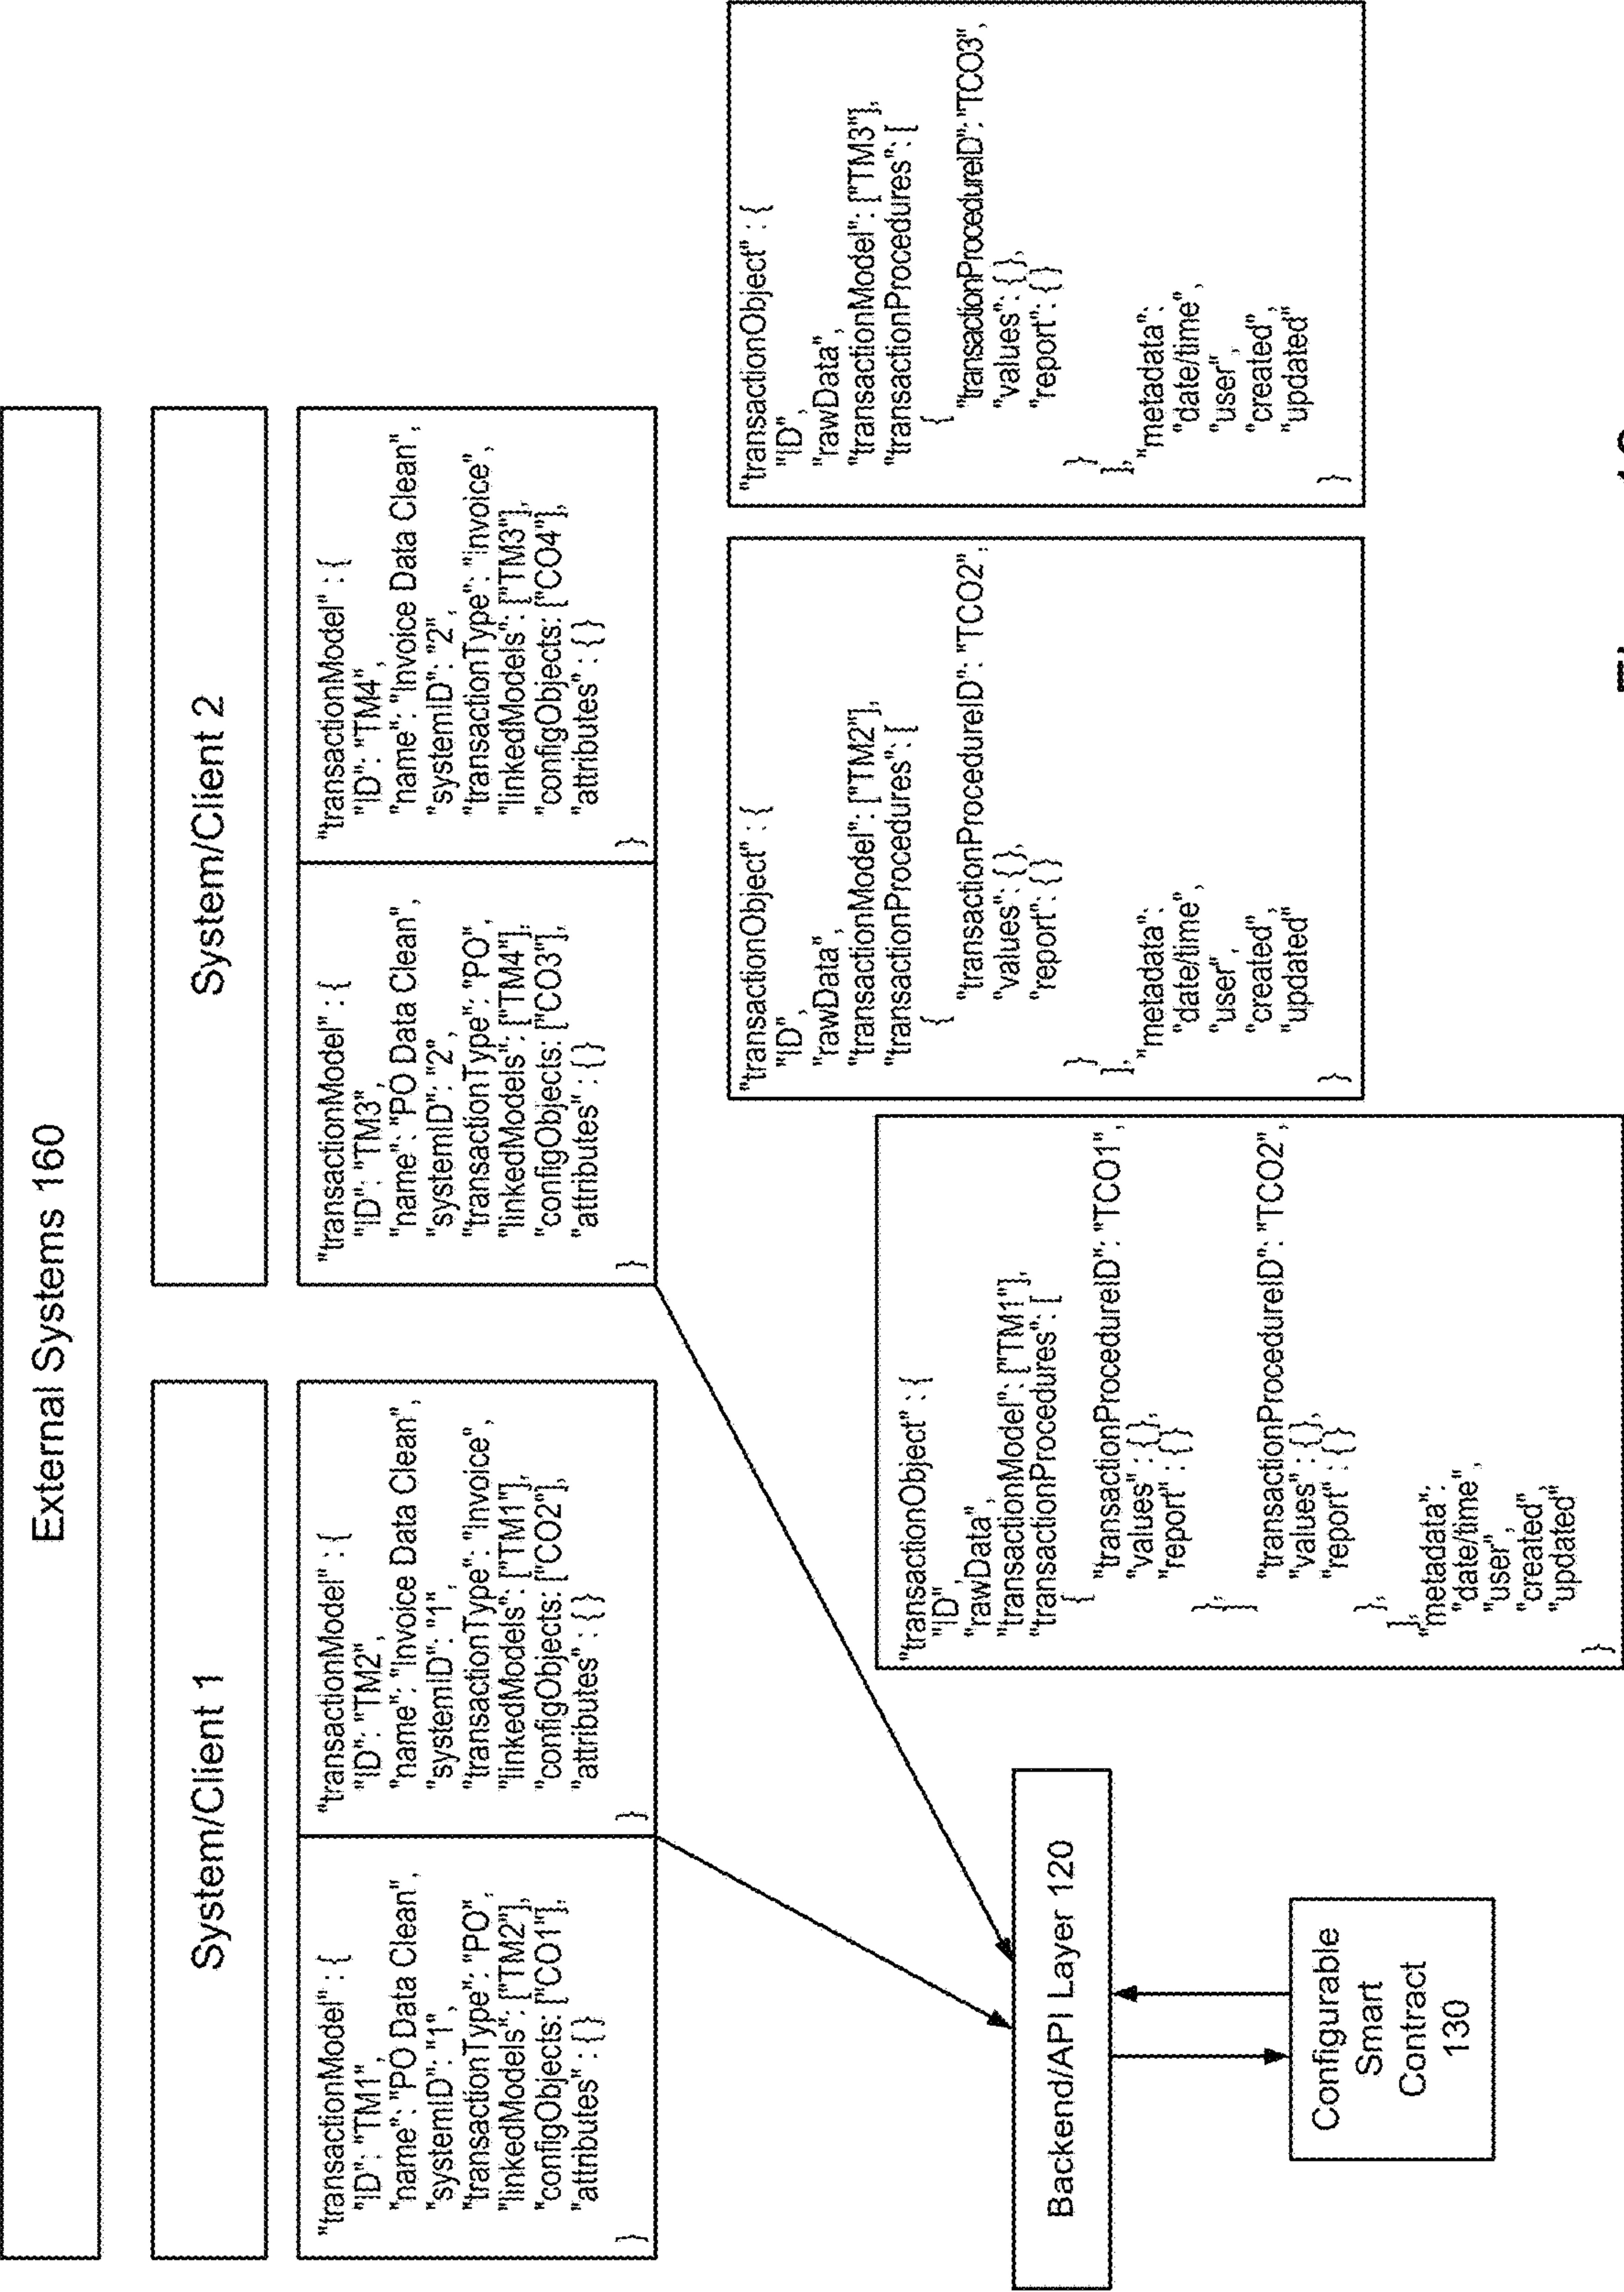 External Systems 160
System/Client 1
"transactionModel" : {
"ID": "TM1"
"name": "PO Data Clean",
"systemID": "1",
"transactionType": "PO",
"linkedModels": ["TM2"],
"configObjects: ["CO1"],
"attributes" : { }
}
"transactionModel" : {
"ID": "TM2"
"name": "Invoice Data Clean",
"systemID": "1",
"transactionType": "Invoice",
"linkedModels": ["TM1"],
"configObjects: ["CO2"],
"attributes" : { }
}
System/Client 2
"transactionModel" : {
"ID": "TM3"
"name": "PO Data Clean",
"systemID": "2",
"transactionType": "PO",
"linkedModels": ["TM4"],
"configObjects: ["CO3"],
"attributes" : { }
}
"transactionModel" : {
"ID": "TM4",
"name": "Invoice Data Clean",
"systemID": "2",
"transactionType": "Invoice",
"linkedModels": ["TM3"],
"configObjects: ["CO4"],
"attributes" : { }
}
Backend/API Layer 120
Configurable
Smart
Contract
130
"transactionObject" : {
"ID",
"rawData",
"transactionModel": ["TM1"],
"transactionProcedures": [
{
"transactionProcedureID": "TCO1",
"values" : { },
"report" : { }
},
{
"transactionProcedureID": "TCO2",
"values" : { },
"report" : { }
},
],
"metadata":
"date/time",
"user",
"created",
"updated"
}
"transactionObject" : {
"ID",
"rawData",
"transactionModel": ["TM2"],
"transactionProcedures": [
{
"transactionProcedureID": "TCO2",
"values": { },
"report": { }
}
],
"metadata":
"date/time",
"user",
"created",
"updated"
}
"transactionObject" : {
"ID",
"rawData",
"transactionModel": ["TM3"],
"transactionProcedures": [
{
"transactionProcedureID": "TCO3",
"values": { },
"report": { }
}
],
"metadata":
"date/time",
"user",
"created",
"updated"
}